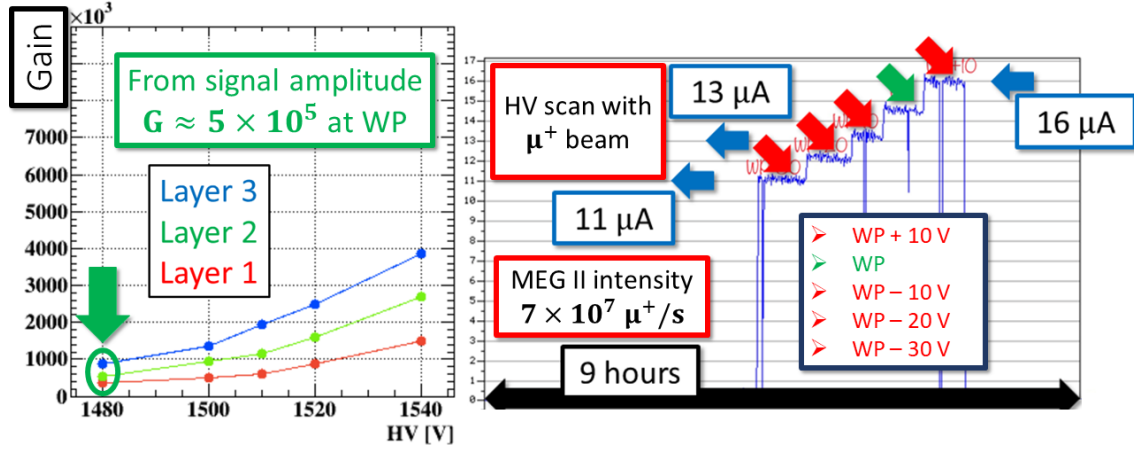 Gain
×10³
From signal amplitude
G ≈ 5 × 10⁵ at WP
7000
6000
5000
4000
3000
2000
1000
0
Layer 3
Layer 2
Layer 1
1480
1500
1520
1540
HV [V]
17
16
15
14
13
12
11
10
9
8
7
6
5
4
3
2
1
0
HV scan with
μ⁺ beam
13 μA
11 μA
16 μA
MEG II intensity
7 × 10⁷ μ⁺/s
WP + 10 V
WP
WP – 10 V
WP – 20 V
WP – 30 V
9 hours